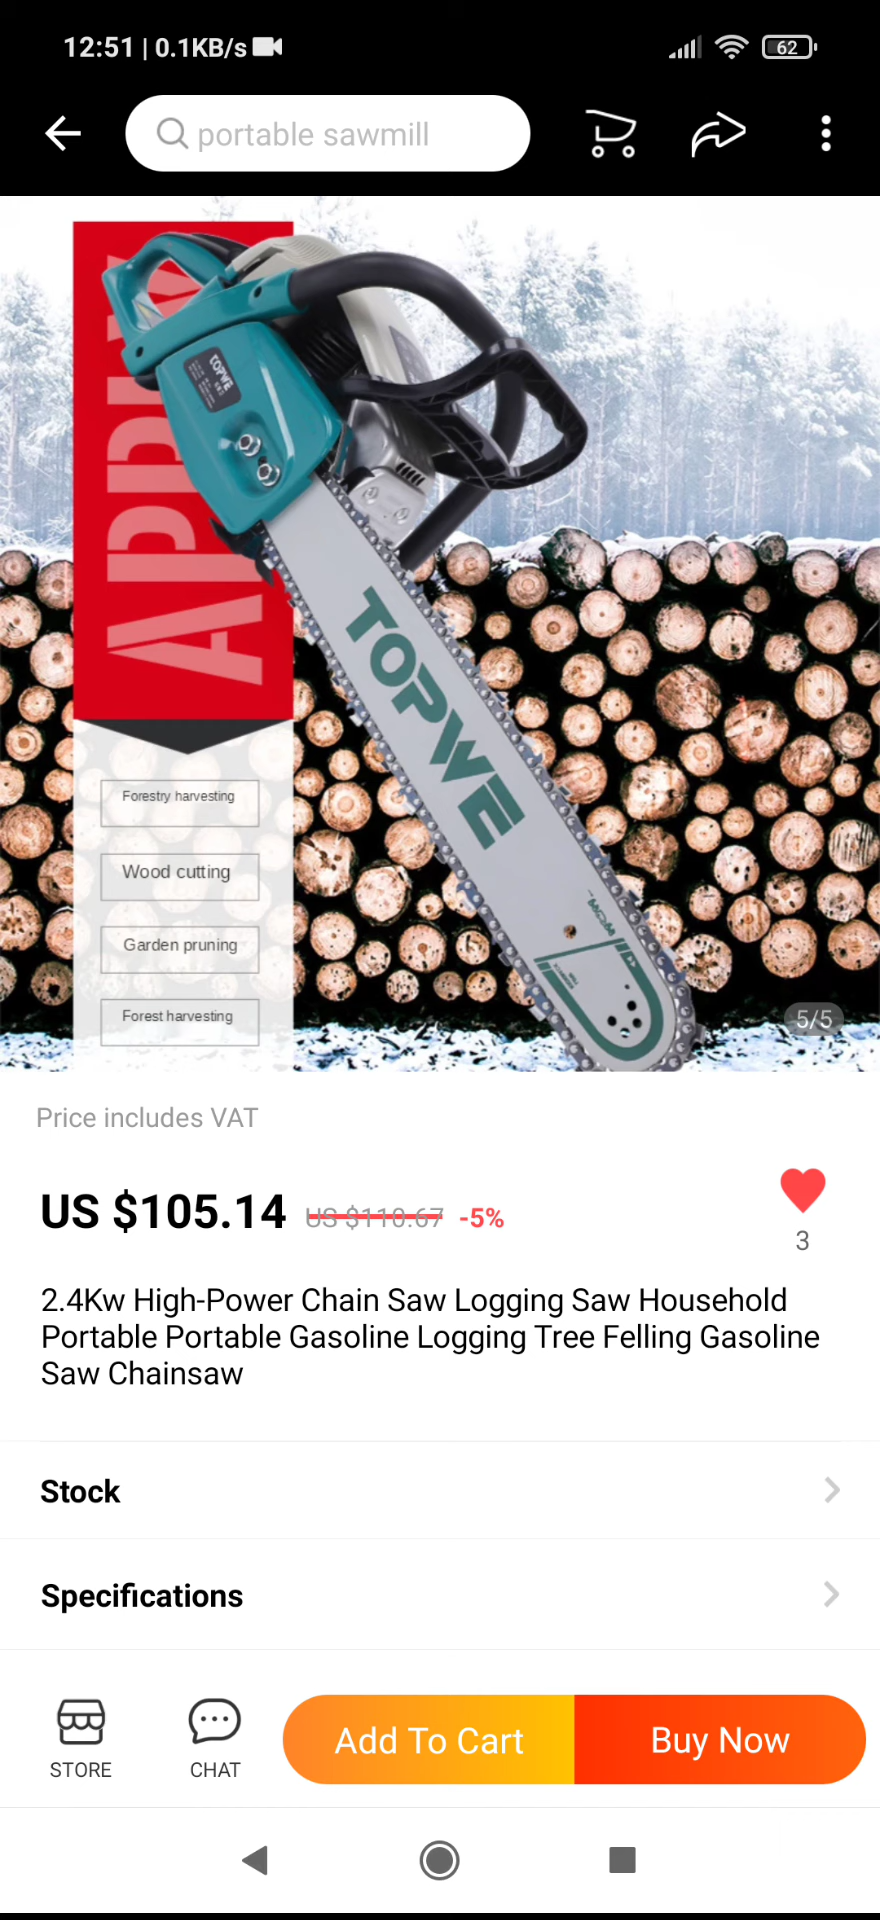 12:51 | 0.1KB/s
62
portable sawmill
APPLY
TOPWE
TOPWE
Forestry harvesting
Wood cutting
Garden pruning
Forest harvesting
5/5
Price includes VAT
US $105.14 US $110.67 -5%
3
2.4Kw High-Power Chain Saw Logging Saw Household
Portable Portable Gasoline Logging Tree Felling Gasoline
Saw Chainsaw
Stock
Specifications
STORE
CHAT
Add To Cart
Buy Now